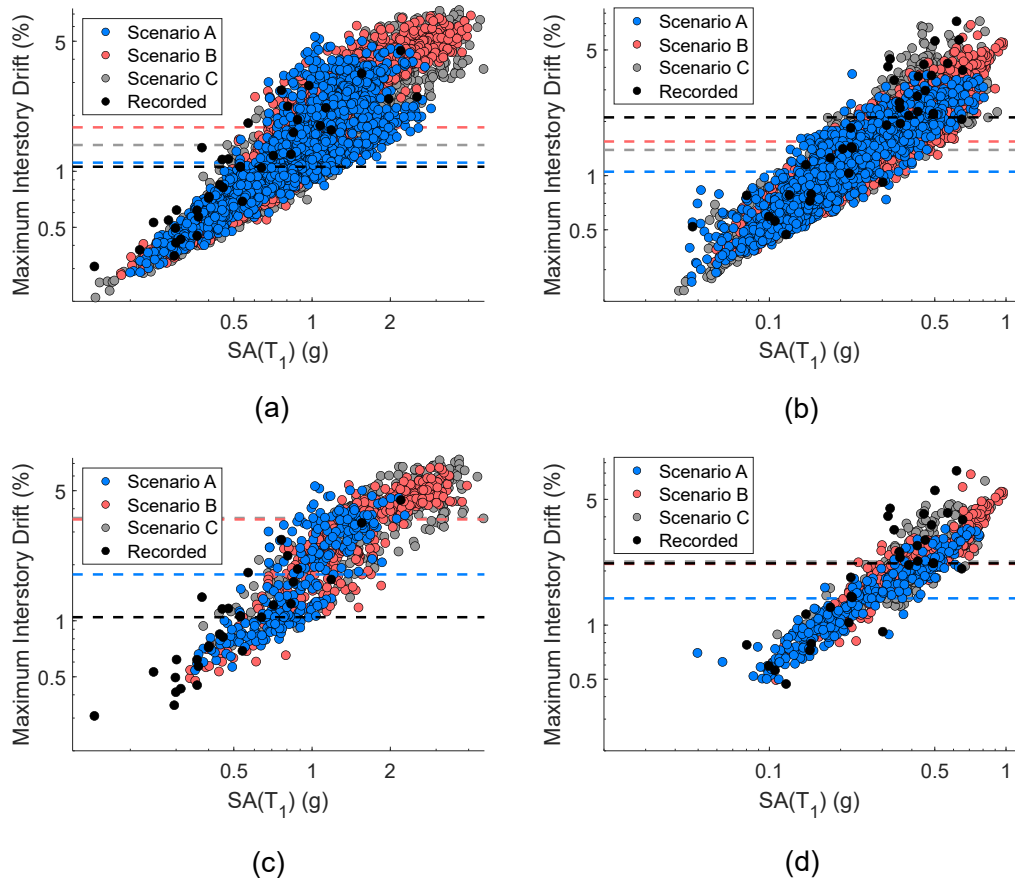 Maximum Interstory Drift (%)
5
1
0.5
Scenario A
Scenario B
Scenario C
Recorded
0.5
1
2
SA(T1) (g)
(a)
Maximum Interstory Drift (%)
5
1
0.5
Scenario A
Scenario B
Scenario C
Recorded
0.1
0.5
1
SA(T1) (g)
(b)
Maximum Interstory Drift (%)
5
1
0.5
Scenario A
Scenario B
Scenario C
Recorded
0.5
1
2
SA(T1) (g)
(c)
Maximum Interstory Drift (%)
5
1
0.5
Scenario A
Scenario B
Scenario C
Recorded
0.1
0.5
1
SA(T1) (g)
(d)